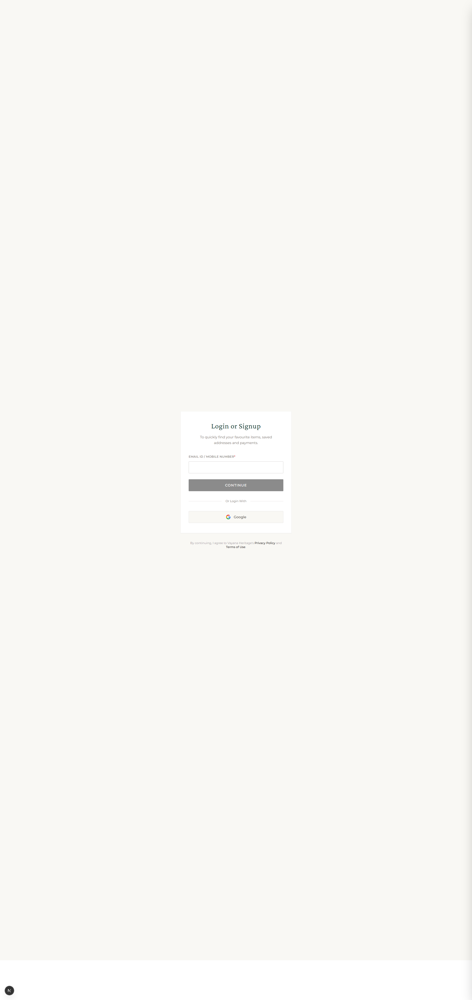 Login or Signup
To quickly find your favourite items, saved
addresses and payments.
EMAIL ID / MOBILE NUMBER*
CONTINUE
Or Login With
Google
By continuing, I agree to Vayana Heritage's Privacy Policy and
Terms of Use.
N